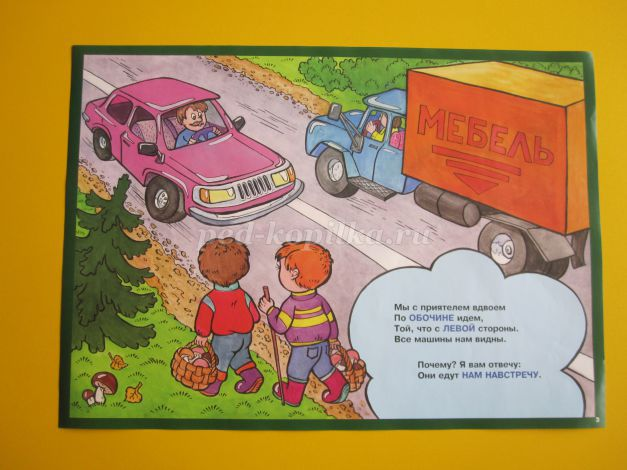 МЕБЕЛЬ
ped-kopilka.ru
Мы с приятелем вдвоем
По ОБОЧИНЕ идем,
Той, что с ЛЕВОЙ стороны.
Все машины нам видны.
Почему? Я вам отвечу:
Они едут НАМ НАВСТРЕЧУ.